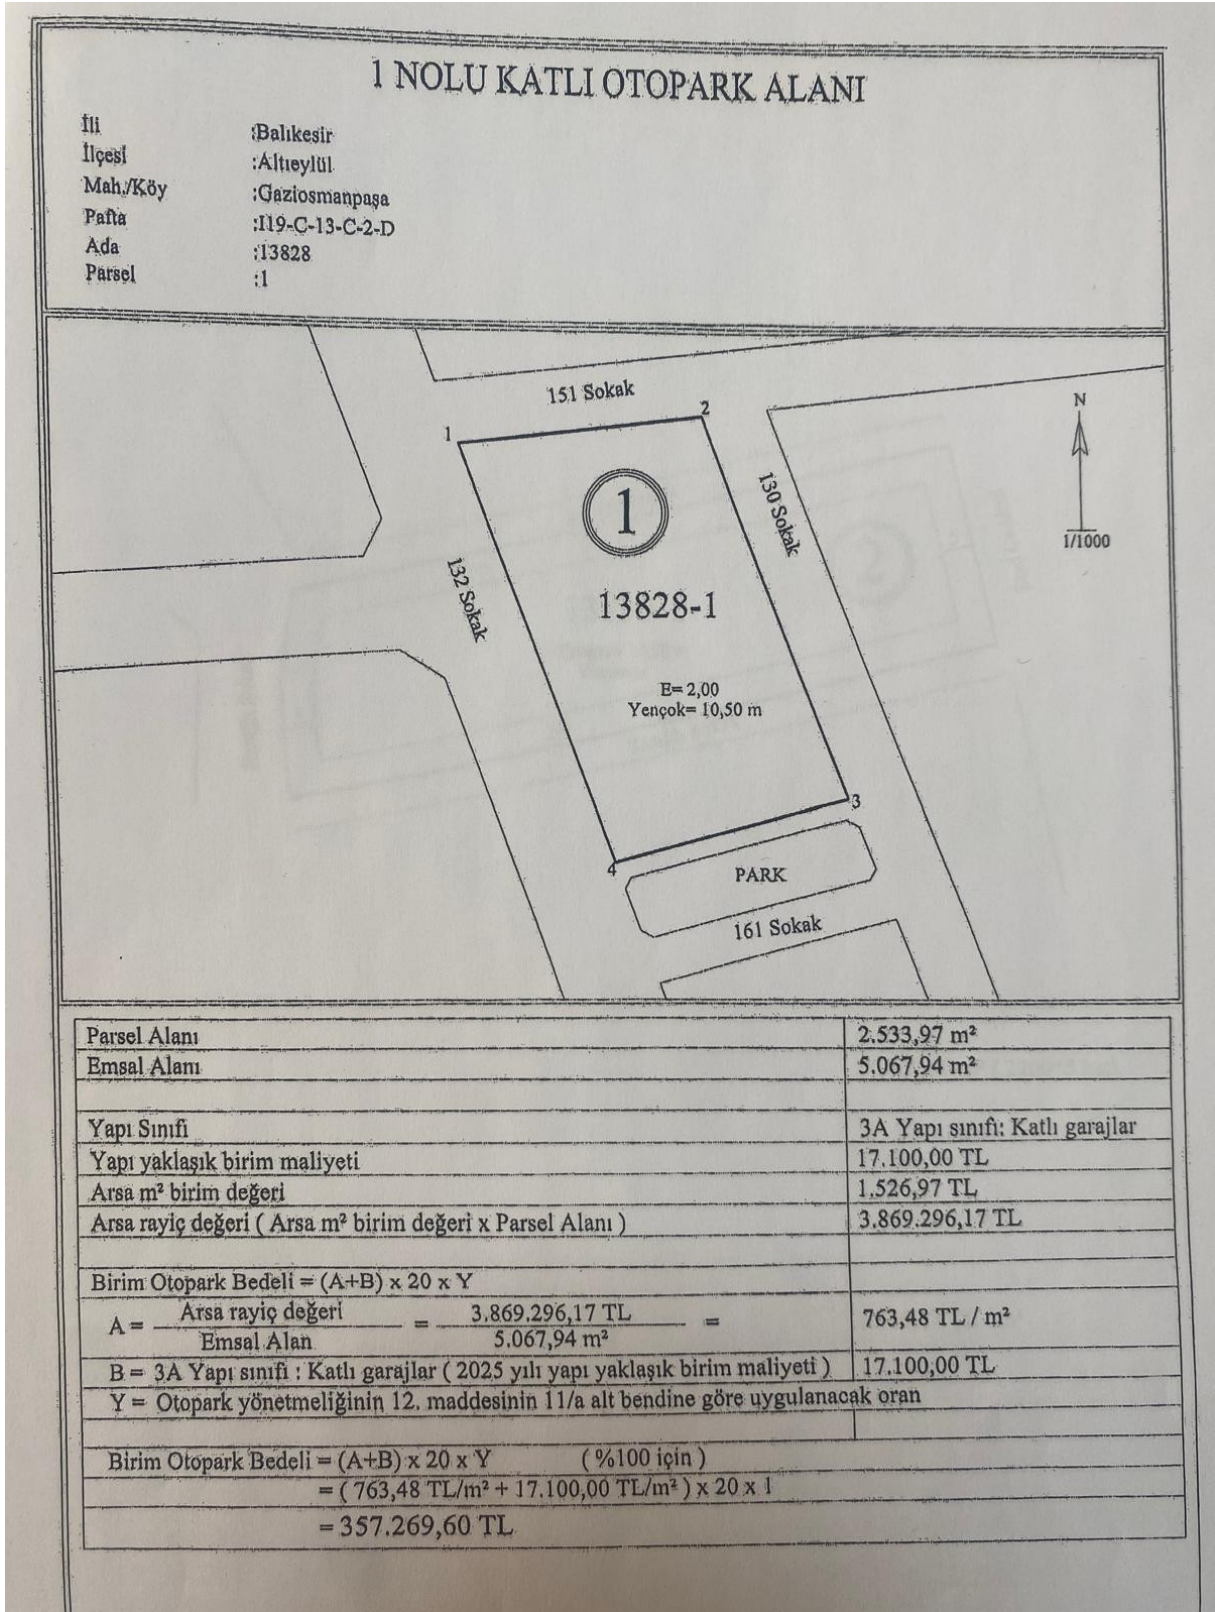 1 NOLU KATLI OTOPARK ALANI
İli :Balıkesir
İlçesi :Altıeylül
Mah./Köy :Gaziosmanpaşa
Pafta :I19-C-13-C-2-D
Ada :13828
Parsel :1
151 Sokak
1
2
N
1/1000
1
130 Sokak
132 Sokak
13828-1
E= 2,00
Yençok= 10,50 m
3
4
PARK
161 Sokak
Parsel Alanı 2.533,97 m²
Emsal Alanı 5.067,94 m²
Yapı Sınıfı 3A Yapı sınıfı: Katlı garajlar
Yapı yaklaşık birim maliyeti 17.100,00 TL
Arsa m² birim değeri 1.526,97 TL
Arsa rayiç değeri ( Arsa m² birim değeri x Parsel Alanı ) 3.869.296,17 TL
Birim Otopark Bedeli = (A+B) x 20 x Y
Arsa rayiç değeri 3.869.296,17 TL
A = = = 763,48 TL / m²
Emsal Alan 5.067,94 m²
B = 3A Yapı sınıfı : Katlı garajlar ( 2025 yılı yapı yaklaşık birim maliyeti ) 17.100,00 TL
Y = Otopark yönetmeliğinin 12. maddesinin 11/a alt bendine göre uygulanacak oran
Birim Otopark Bedeli = (A+B) x 20 x Y ( %100 için )
= ( 763,48 TL/m² + 17.100,00 TL/m² ) x 20 x 1
= 357.269,60 TL